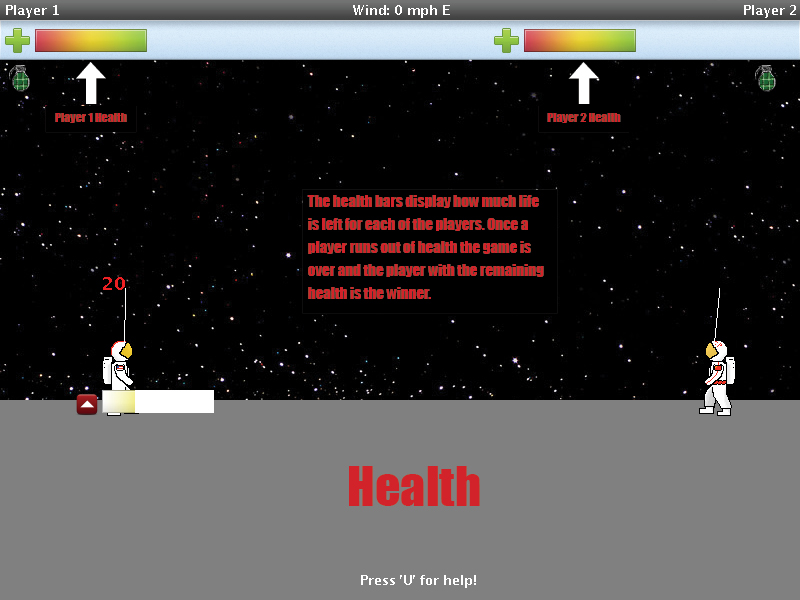 Player 1
Wind: 0 mph E
Player 2
Player 1 Health
Player 2 Health
The health bars display how much life
is left for each of the players. Once a
player runs out of health the game is
over and the player with the remaining
health is the winner.
20
Health
Press 'U' for help!